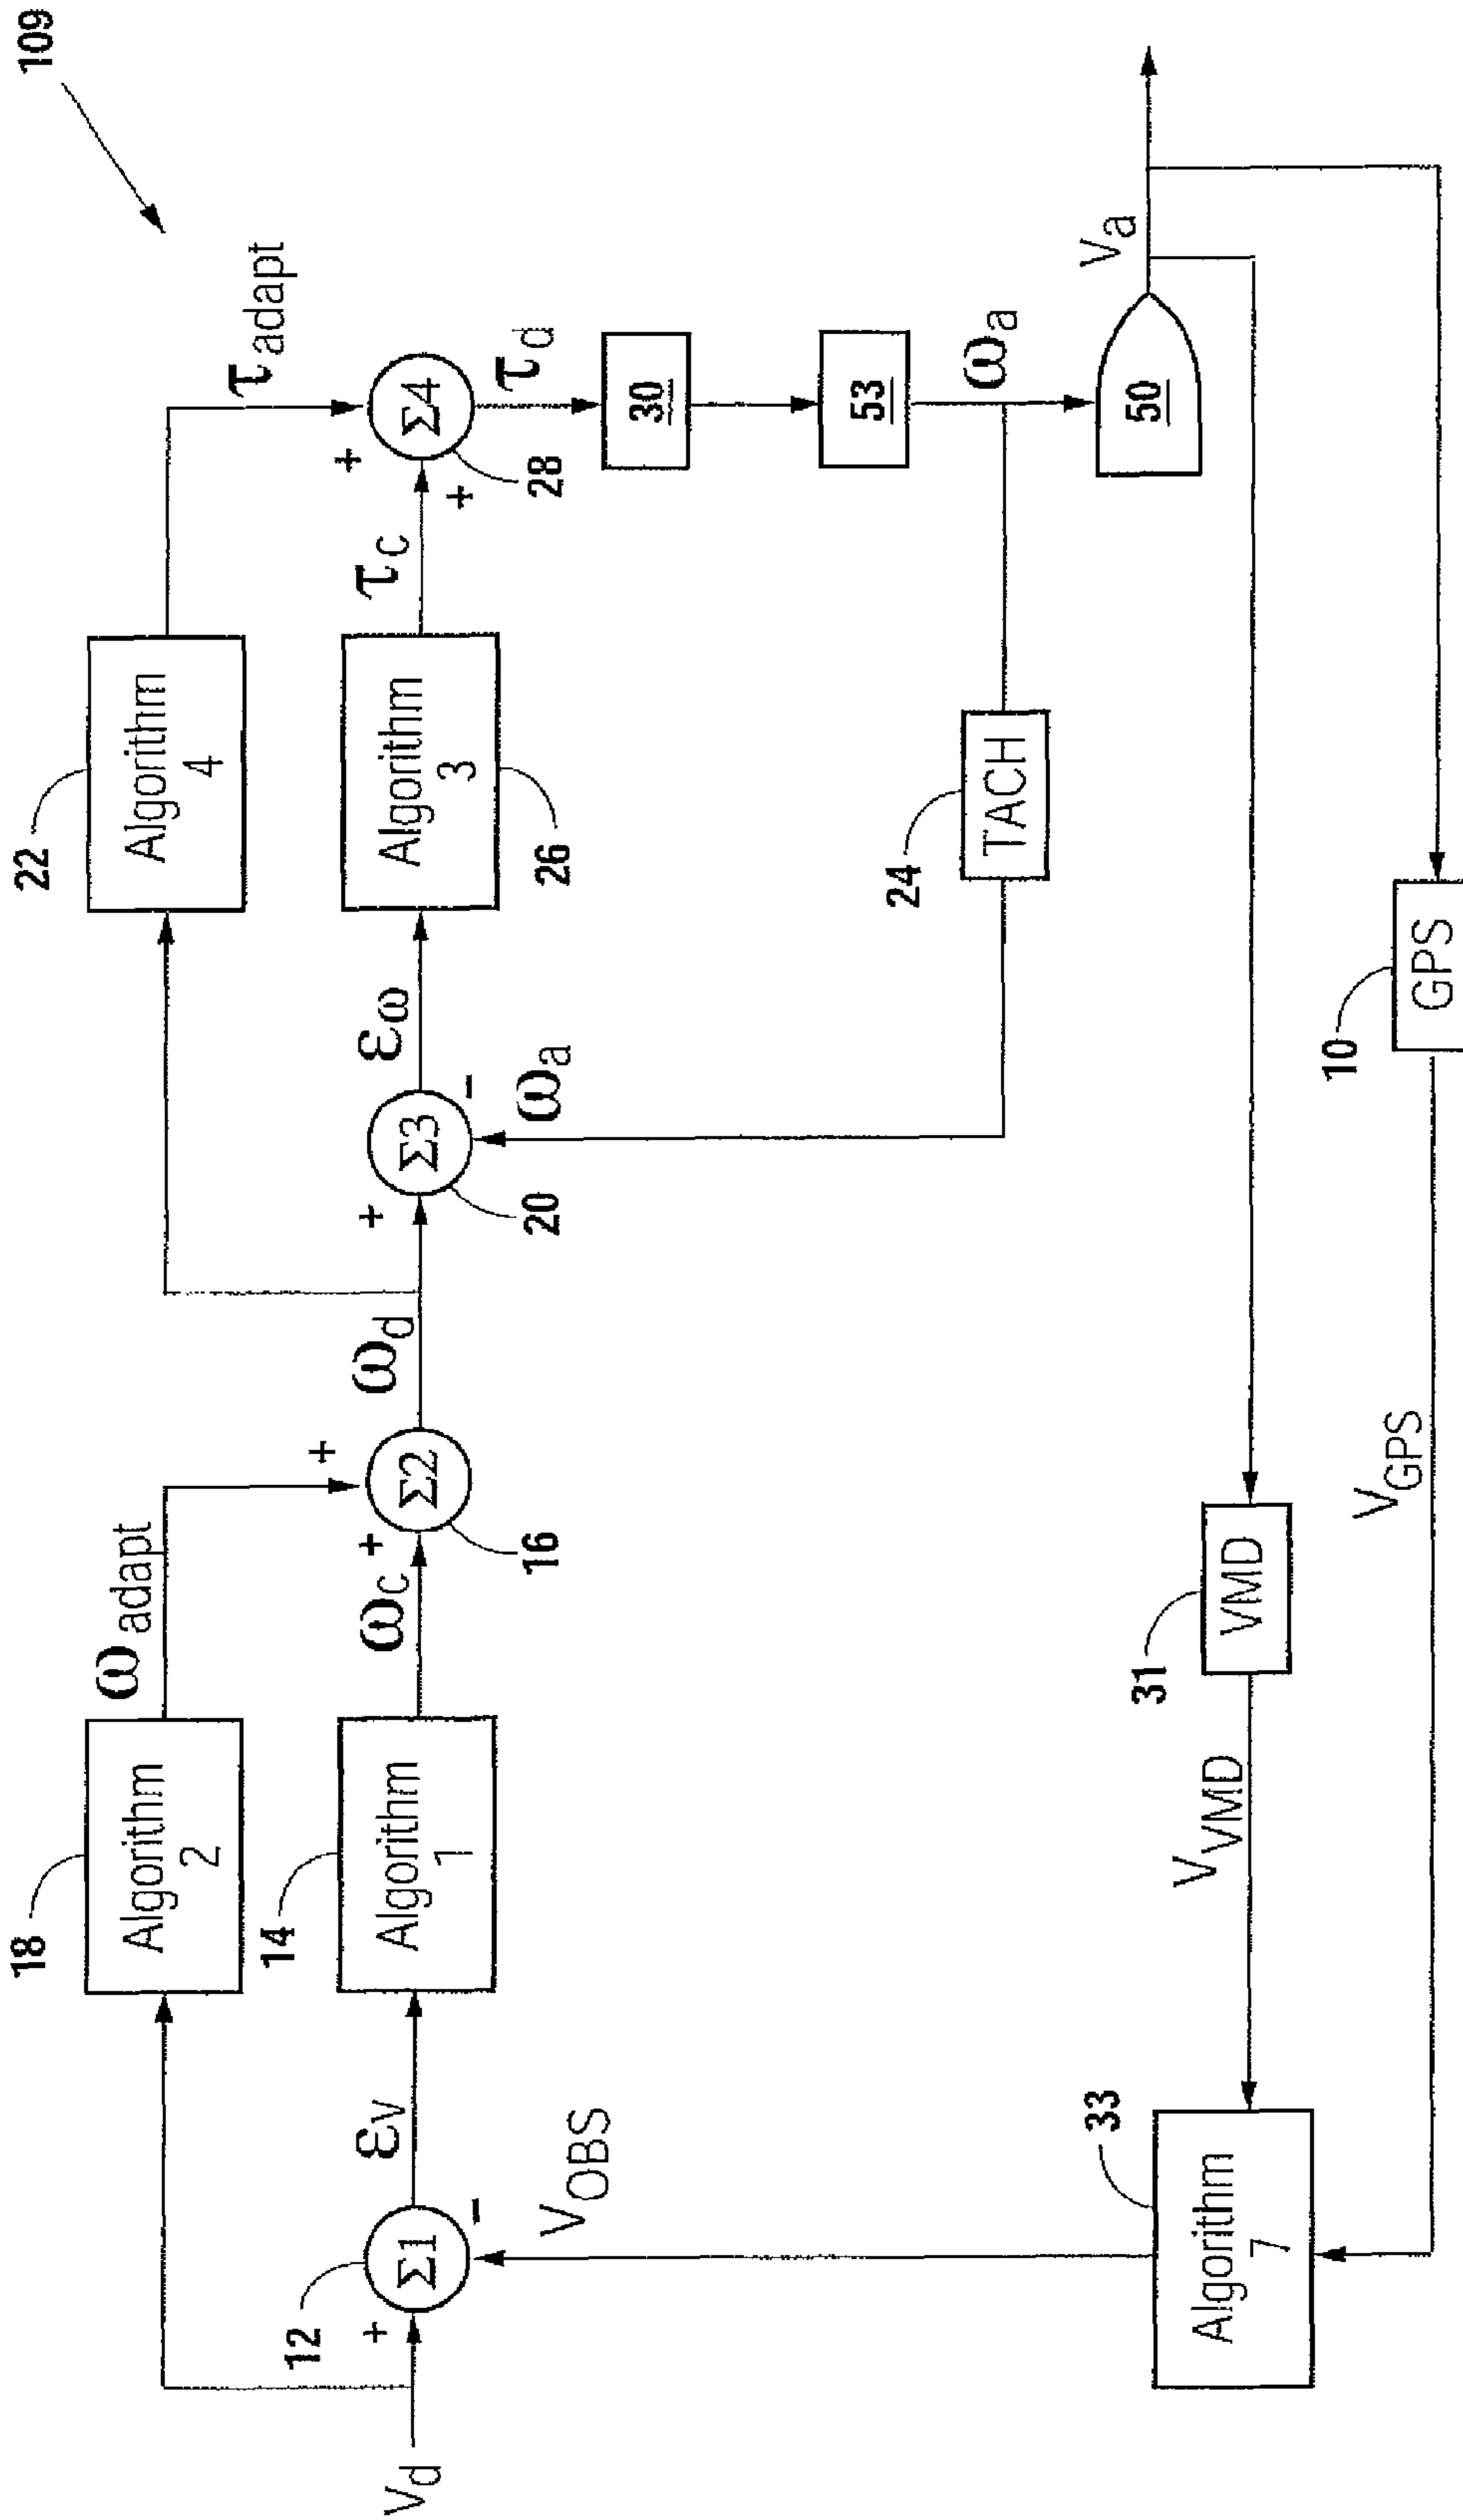 109
22
Algorithm
4
τadapt
18
Algorithm
2
ωadapt
Vd
+
12
Σ1
-
εv
14
Algorithm
1
ωc
+
+
Σ2
16
ωd
+
Σ3
20
-
εω
Algorithm
3
26
τc
+
+
Σ4
28
τd
30
53
ωa
50
Va
ωa
24
TACH
VOBS
33
Algorithm
7
VVMD
31
VMD
VGPS
10
GPS